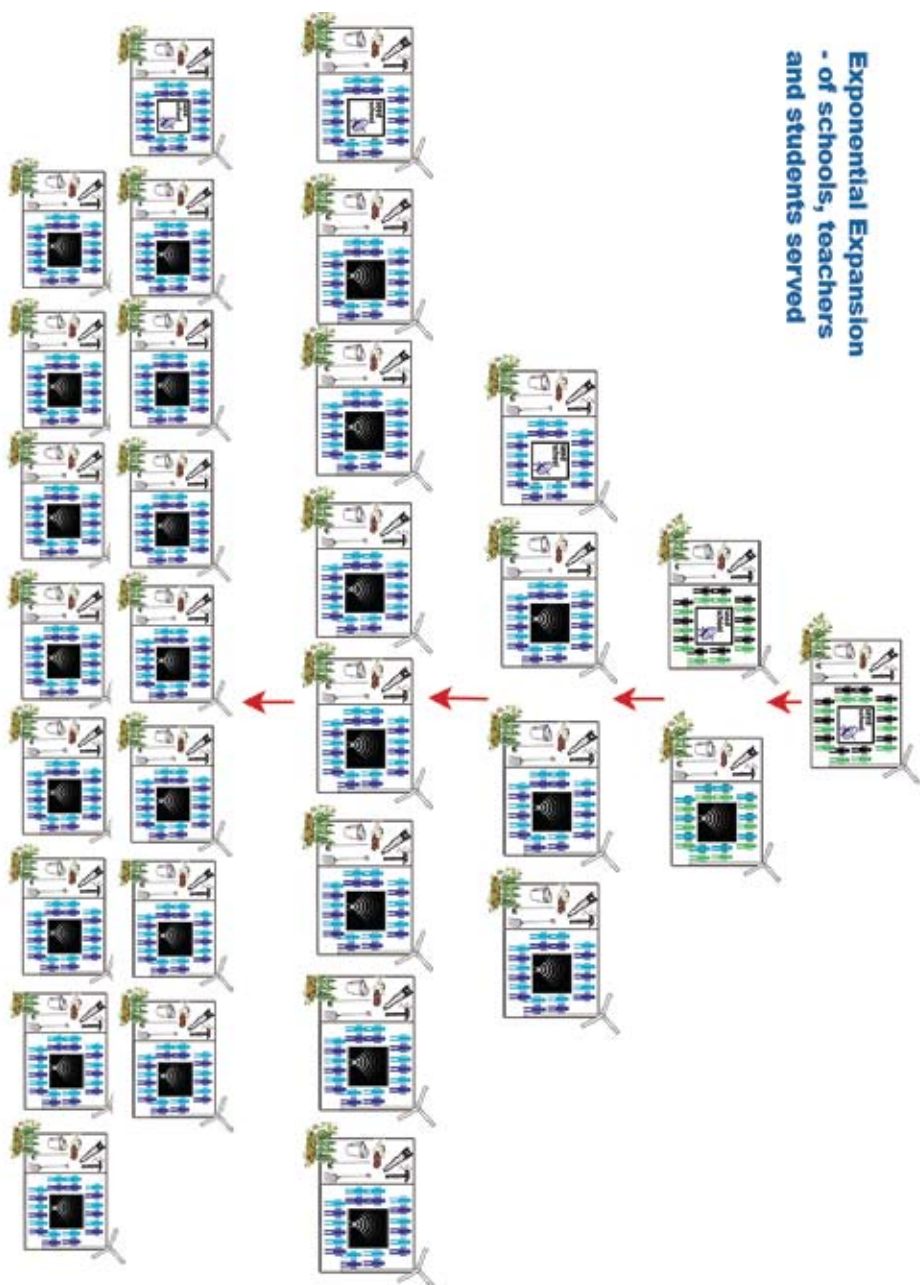 Exponential Expansion
- of schools, teachers
and students served